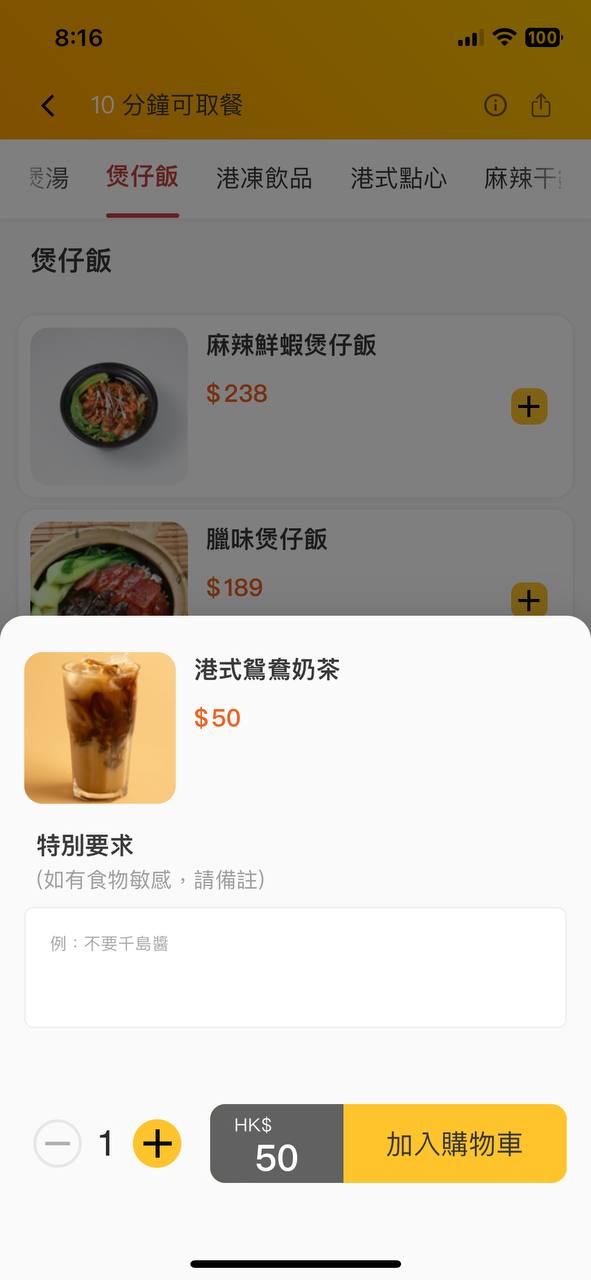 8:16
100
10 分鐘可取餐
煲湯
煲仔飯
港凍飲品
港式點心
麻辣干
煲仔飯
麻辣鮮蝦煲仔飯
$238
臘味煲仔飯
$189
港式鴛鴦奶茶
$50
特別要求
(如有食物敏感，請備註)
例：不要千島醬
1
HK$
50
加入購物車